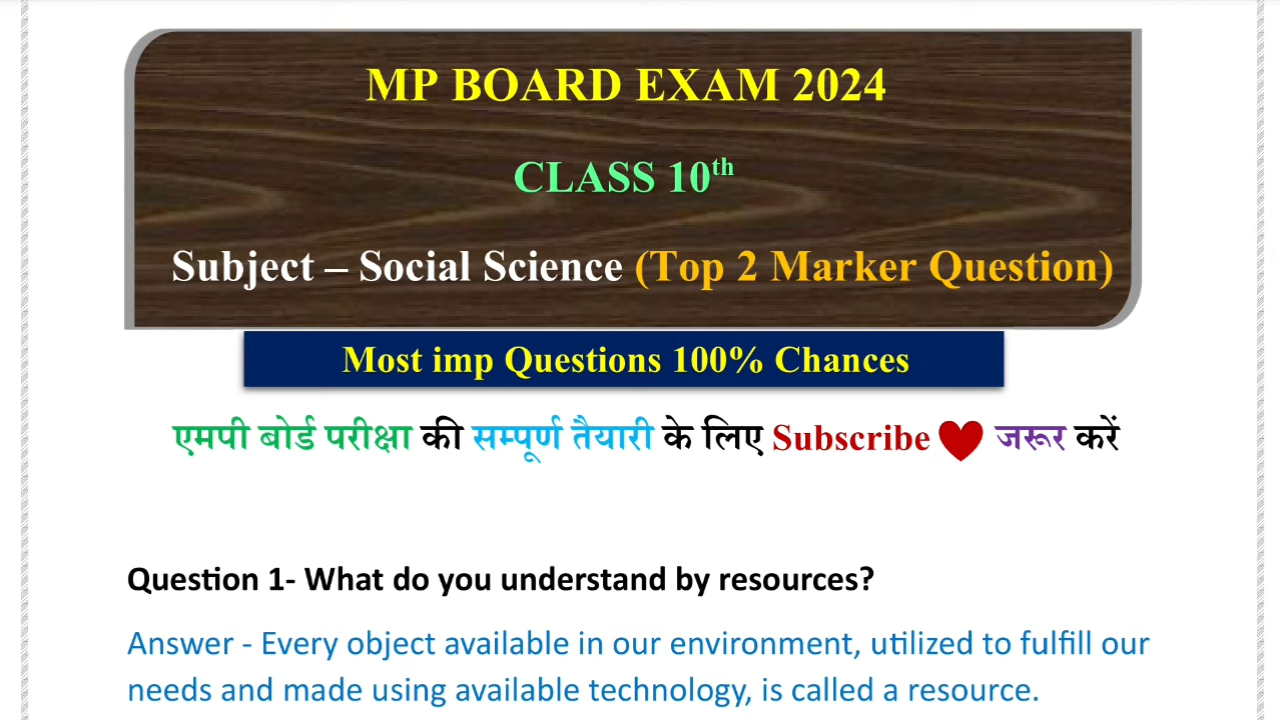 MP BOARD EXAM 2024
CLASS 10th
Subject – Social Science (Top 2 Marker Question)
Most imp Questions 100% Chances
एमपी बोर्ड परीक्षा की सम्पूर्ण तैयारी के लिए Subscribe ❤ जरूर करें
Question 1- What do you understand by resources?
Answer - Every object available in our environment, utilized to fulfill our
needs and made using available technology, is called a resource.